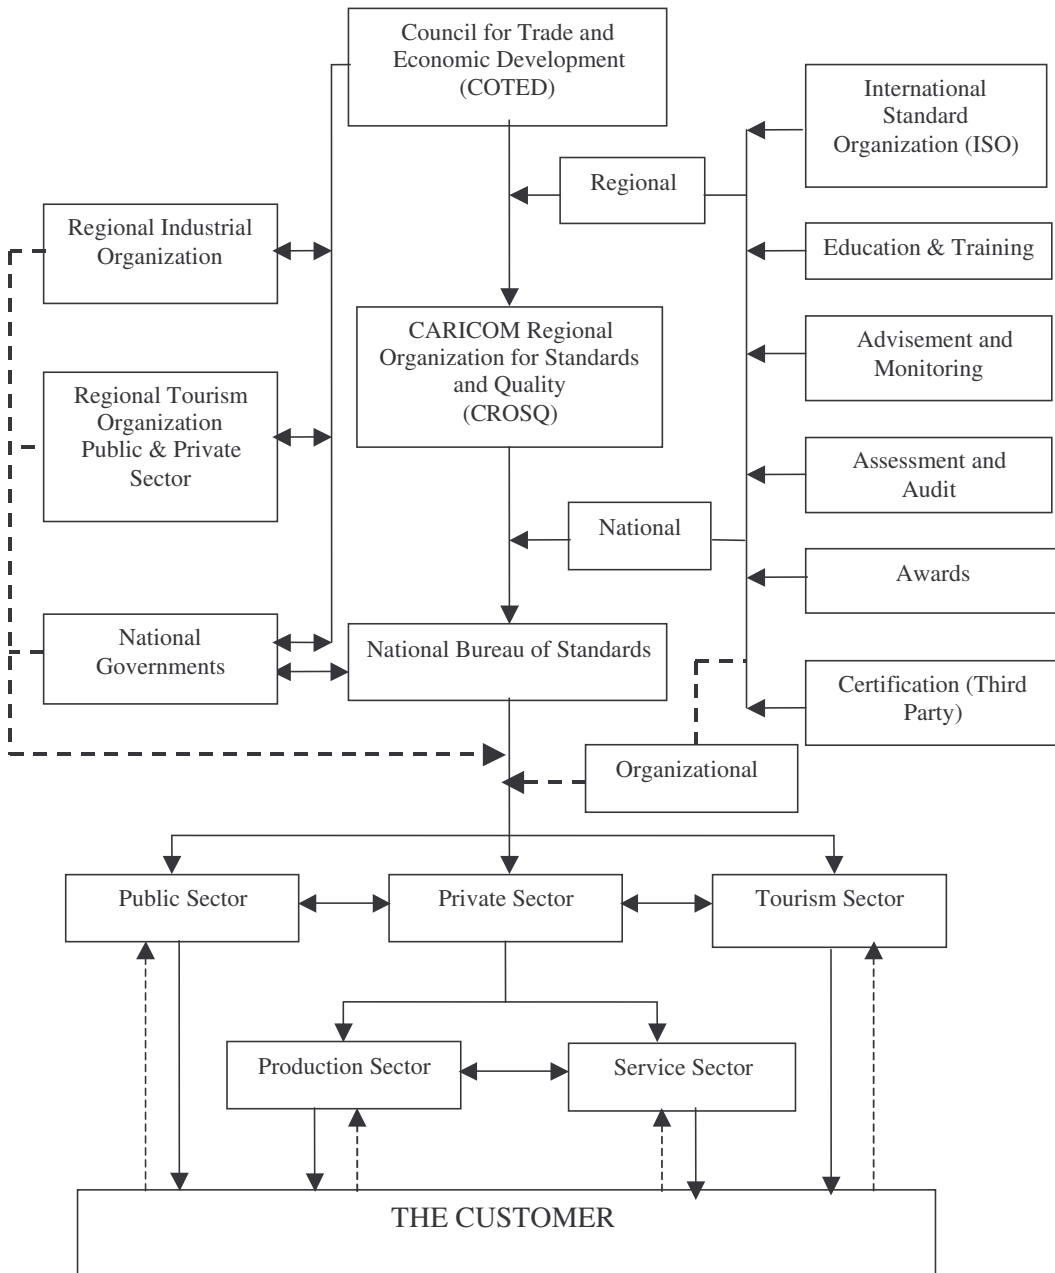 Council for Trade and
Economic Development
(COTED)
International
Standard
Organization (ISO)
Regional
Regional Industrial
Organization
Education & Training
CARICOM Regional
Organization for Standards
and Quality
(CROSQ)
Advisement and
Monitoring
Regional Tourism
Organization
Public & Private
Sector
Assessment and
Audit
National
Awards
National
Governments
National Bureau of Standards
Certification (Third
Party)
Organizational
Public Sector
Private Sector
Tourism Sector
Production Sector
Service Sector
THE CUSTOMER